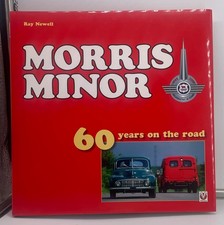 Ray Newell
MORRIS
MINOR
60 years on the road